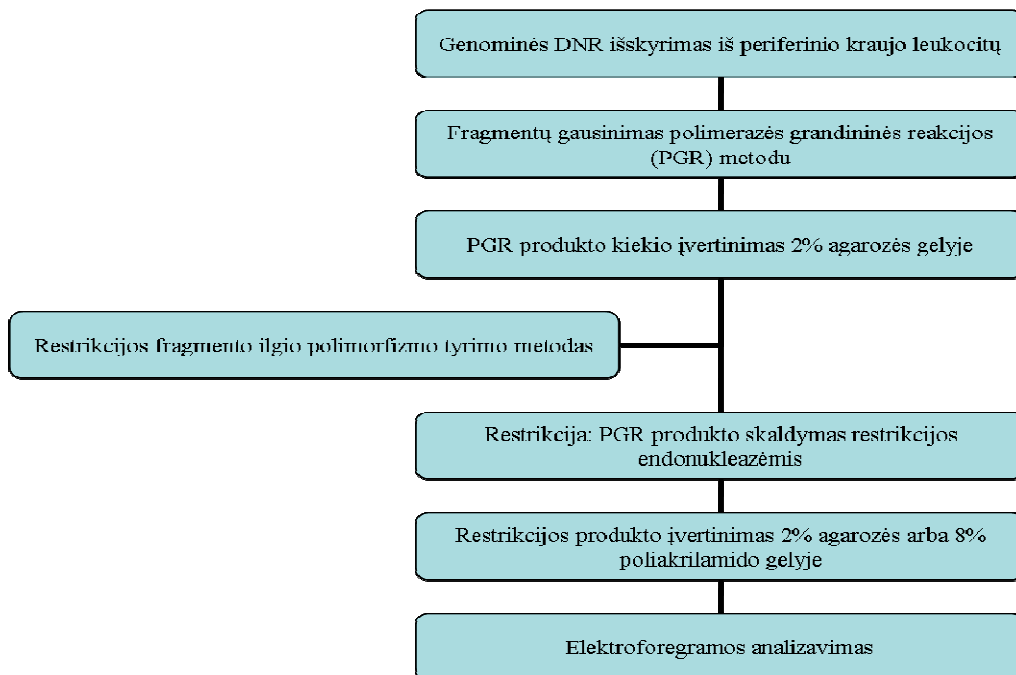 Genominės DNR išskyrimas iš periferinio kraujo leukocitų
Fragmentų gausinimas polimerazės grandininės reakcijos
(PGR) metodu
PGR produkto kiekio įvertinimas 2% agarozės gelyje
Restrikcijos fragmento ilgio polimorfizmo tyrimo metodas
Restrikcija: PGR produkto skaldymas restrikcijos
endonukleazėmis
Restrikcijos produkto įvertinimas 2% agarozės arba 8%
poliakrilamido gelyje
Elektroforegramos analizavimas